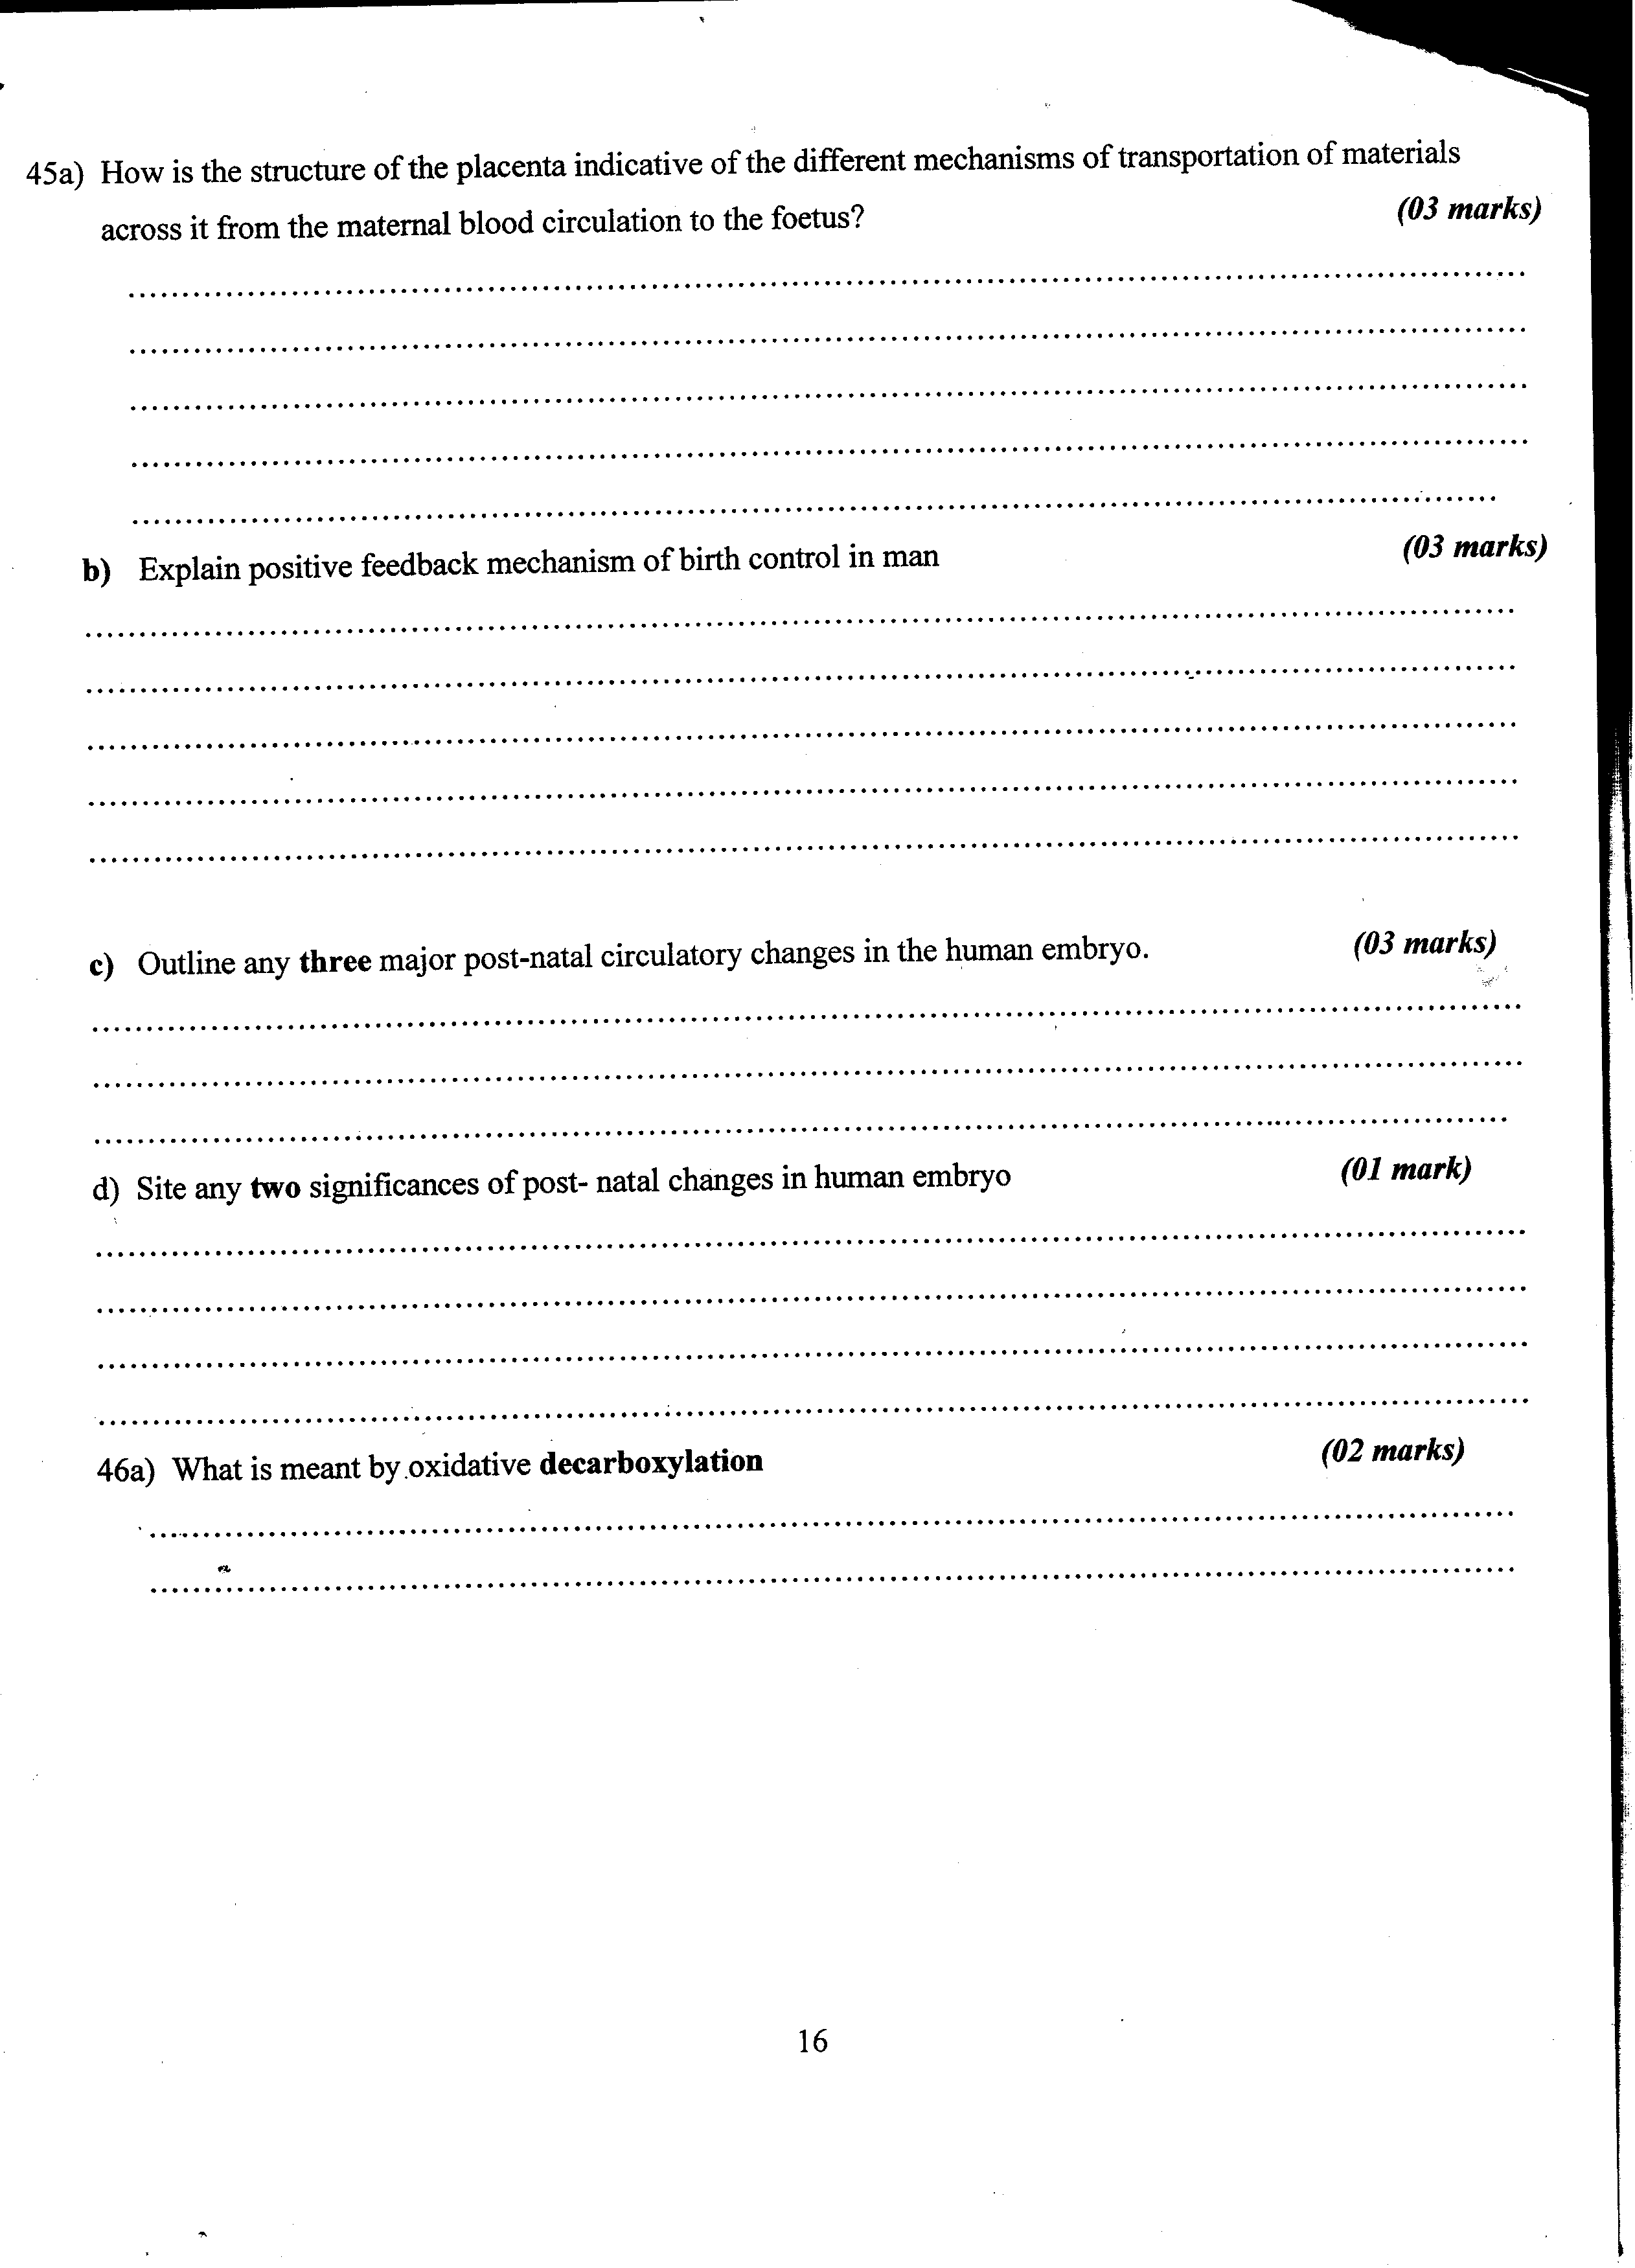 45a) How is the structure of the placenta indicative of the different mechanisms of transportation of materials
across it from the maternal blood circulation to the foetus? (03 marks)
b) Explain positive feedback mechanism of birth control in man (03 marks)
c) Outline any three major post-natal circulatory changes in the human embryo. (03 marks)
d) Site any two significances of post- natal changes in human embryo (01 mark)
46a) What is meant by oxidative decarboxylation (02 marks)
16